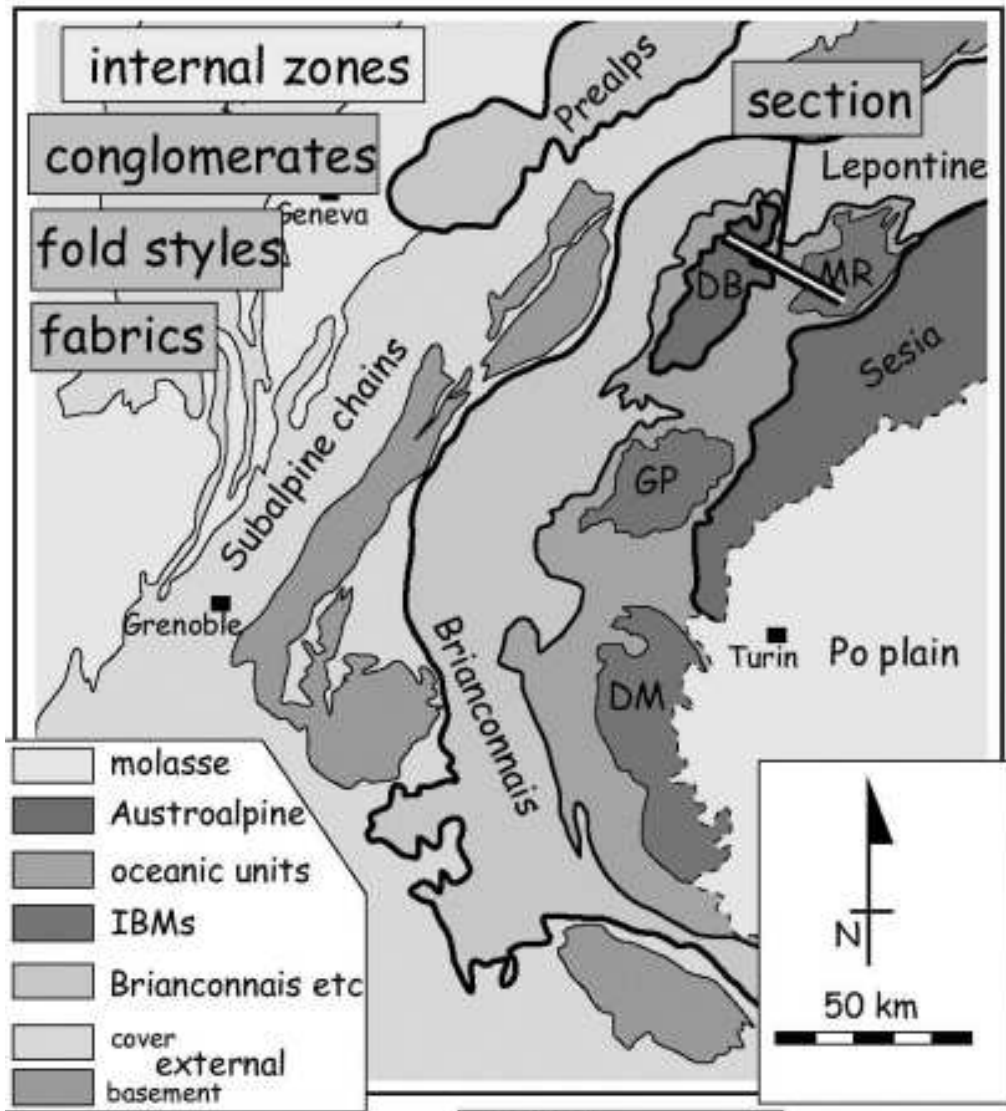 internal zones
conglomerates
fold styles
fabrics
section
Prealps
Lepontine
Geneva
DB
MR
Sesia
Subalpine chains
GP
Grenoble
Brianconnais
Turin
Po plain
DM
molasse
Austroalpine
oceanic units
IBMs
Brianconnais etc
cover
external
basement
N
50 km